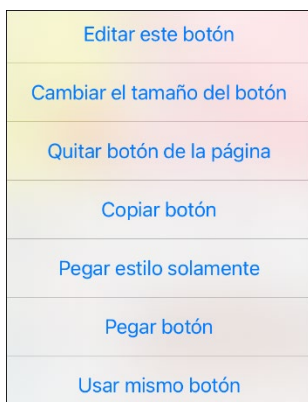 Editar este botón
Cambiar el tamaño del botón
Quitar botón de la página
Copiar botón
Pegar estilo solamente
Pegar botón
Usar mismo botón